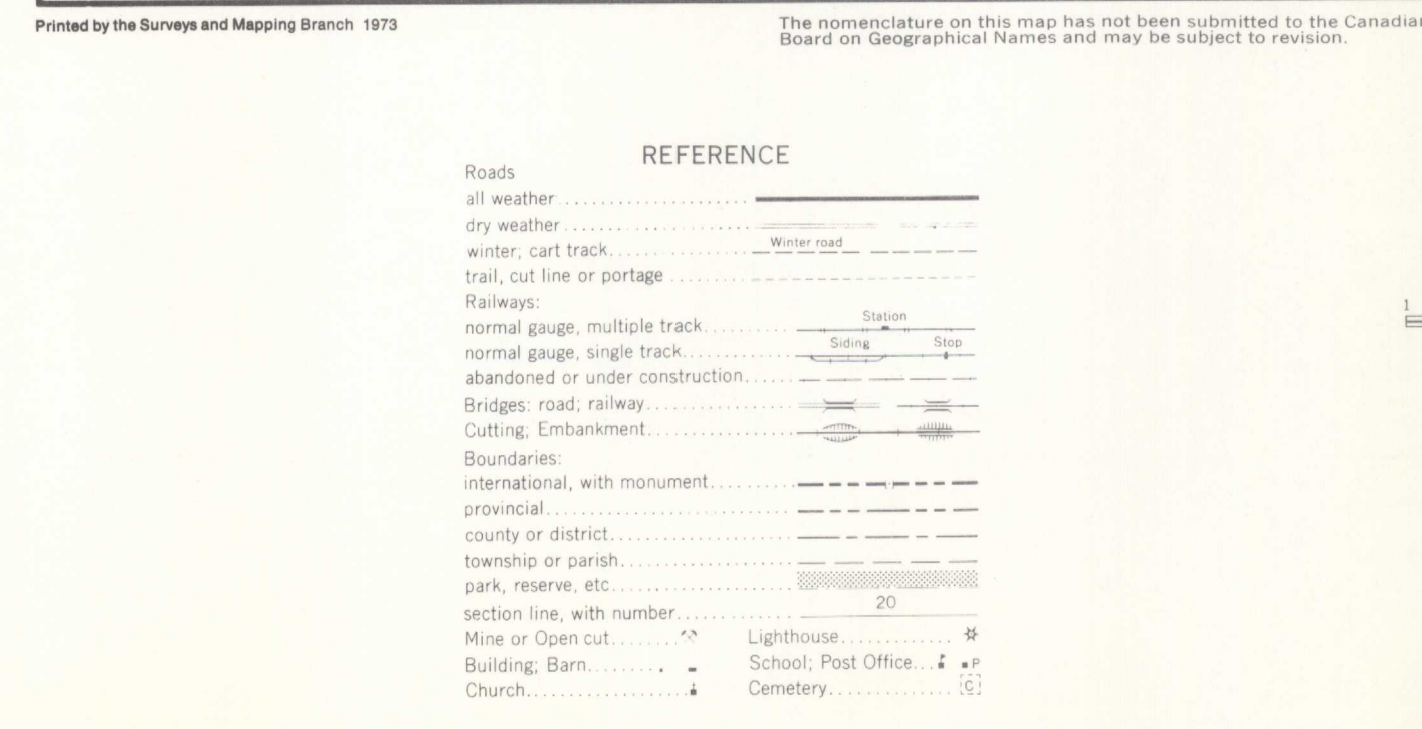 Printed by the Surveys and Mapping Branch 1973
The nomenclature on this map has not been submitted to the Canadian
Board on Geographical Names and may be subject to revision.
REFERENCE
Roads
all weather
dry weather
winter; cart track Winter road
trail, cut line or portage
Railways:
normal gauge, multiple track Station
normal gauge, single track Siding Stop
abandoned or under construction
Bridges: road; railway
Cutting; Embankment
Boundaries:
international, with monument
provincial
county or district
township or parish
park, reserve, etc
section line, with number 20
Mine or Open cut Lighthouse
Building; Barn School; Post Office P
Church Cemetery C
1